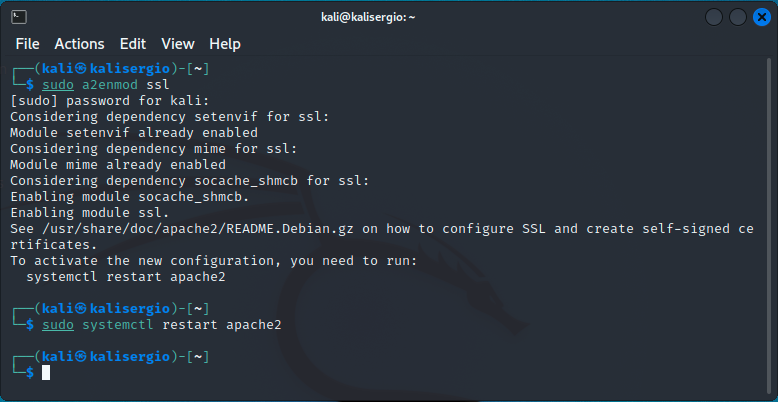 kali@kalisergio: ~
File Actions Edit View Help
┌──(kali㉿kalisergio)-[~]
└─$ sudo a2enmod ssl
[sudo] password for kali:
Considering dependency setenvif for ssl:
Module setenvif already enabled
Considering dependency mime for ssl:
Module mime already enabled
Considering dependency socache_shmcb for ssl:
Enabling module socache_shmcb.
Enabling module ssl.
See /usr/share/doc/apache2/README.Debian.gz on how to configure SSL and create self-signed ce
rtificates.
To activate the new configuration, you need to run:
  systemctl restart apache2
┌──(kali㉿kalisergio)-[~]
└─$ sudo systemctl restart apache2
┌──(kali㉿kalisergio)-[~]
└─$